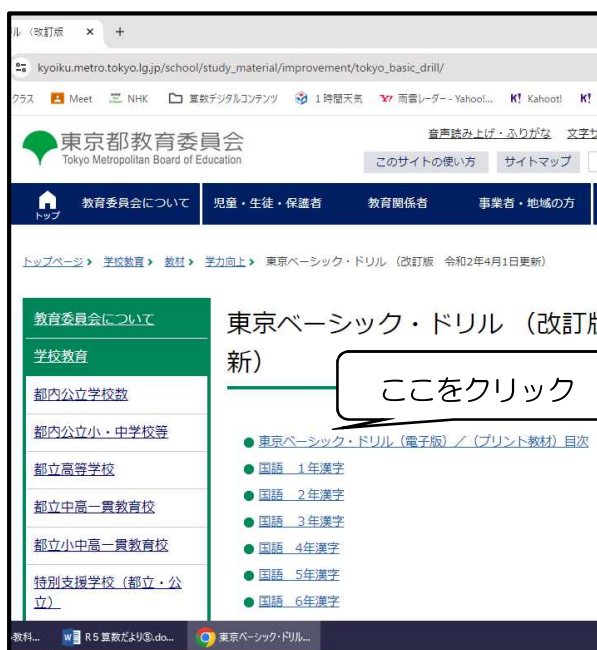 ル （改訂版 × +
kyoiku.metro.tokyo.lg.jp/school/study_material/improvement/tokyo_basic_drill/
クラス Meet NHK 算数デジタルコンテンツ 1時間天気 雨雲レーダー - Yahoo!... Kahoot!
東京都教育委員会
Tokyo Metropolitan Board of Education
音声読み上げ・ふりがな 文字サ
このサイトの使い方 サイトマップ
トップ 教育委員会について 児童・生徒・保護者 教育関係者 事業者・地域の方
トップページ › 学校教育 › 教材 › 学力向上 › 東京ベーシック・ドリル （改訂版 令和2年4月1日更新）
教育委員会について
学校教育
都内公立学校数
都内公立小・中学校等
都立高等学校
都立中高一貫教育校
都立小中高一貫教育校
特別支援学校（都立・公
立）
東京ベーシック・ドリル （改訂版
新）
ここをクリック
東京ベーシック・ドリル（電子版）／（プリント教材）目次
国語 1年漢字
国語 2年漢字
国語 3年漢字
国語 4年漢字
国語 5年漢字
国語 6年漢字
教科... R5算数だより⑤.do... 東京ベーシック・ドリル...